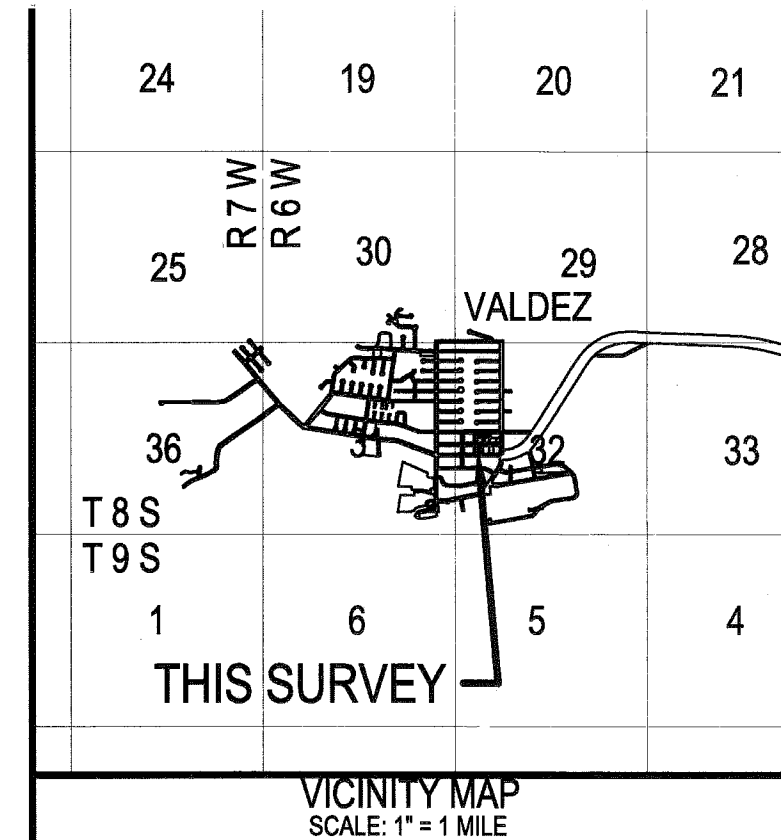 24 19 20 21
R 7 W
R 6 W
25 30 29 28
VALDEZ
36 32 33
T 8 S
T 9 S
1 6 5 4
THIS SURVEY
VICINITY MAP
SCALE: 1" = 1 MILE